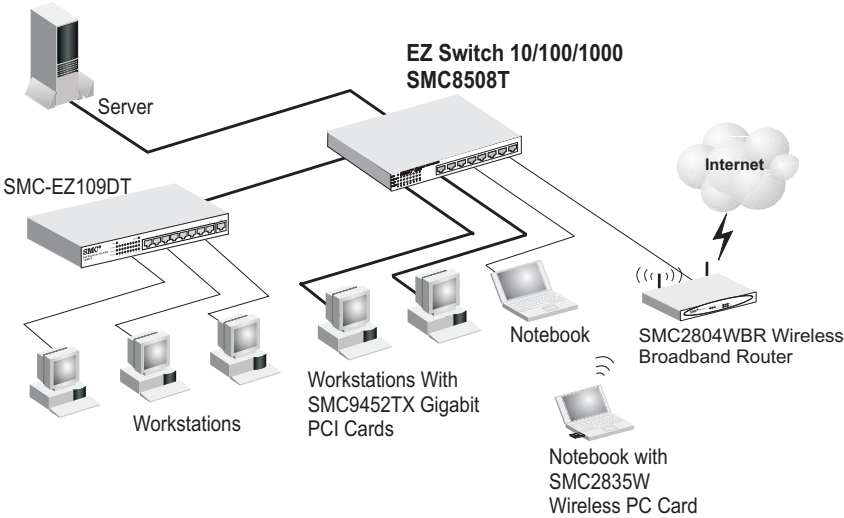 EZ Switch 10/100/1000
SMC8508T
Server
Internet
SMC-EZ109DT
SMC®
Notebook
SMC2804WBR Wireless
Broadband Router
Workstations With
SMC9452TX Gigabit
PCI Cards
Workstations
Notebook with
SMC2835W
Wireless PC Card